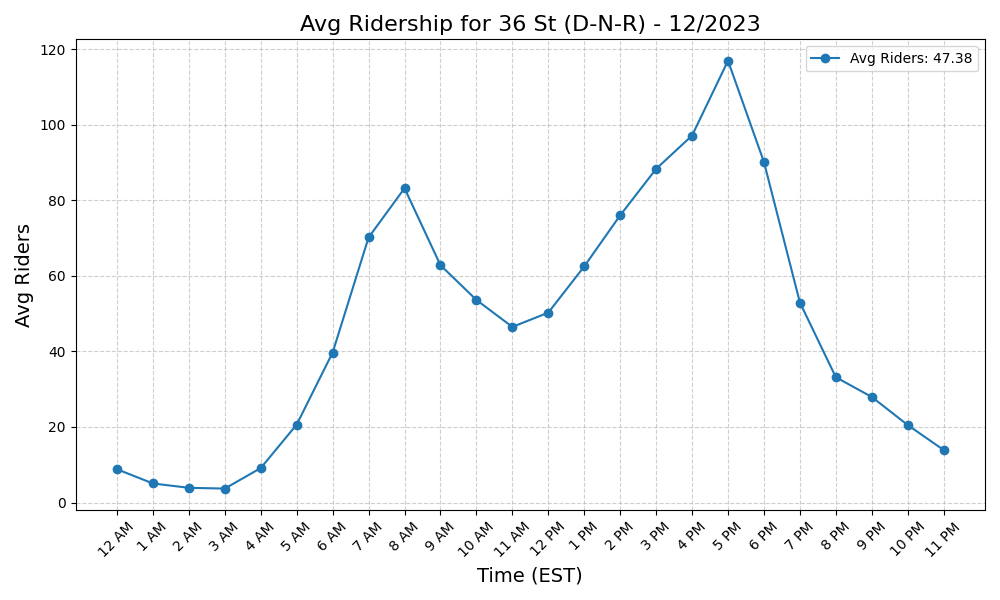 Avg Ridership for 36 St (D-N-R) - 12/2023
Avg Riders: 47.38
Avg Riders
120
100
80
60
40
20
0
12 AM
1 AM
2 AM
3 AM
4 AM
5 AM
6 AM
7 AM
8 AM
9 AM
10 AM
11 AM
12 PM
1 PM
2 PM
3 PM
4 PM
5 PM
6 PM
7 PM
8 PM
9 PM
10 PM
11 PM
Time (EST)